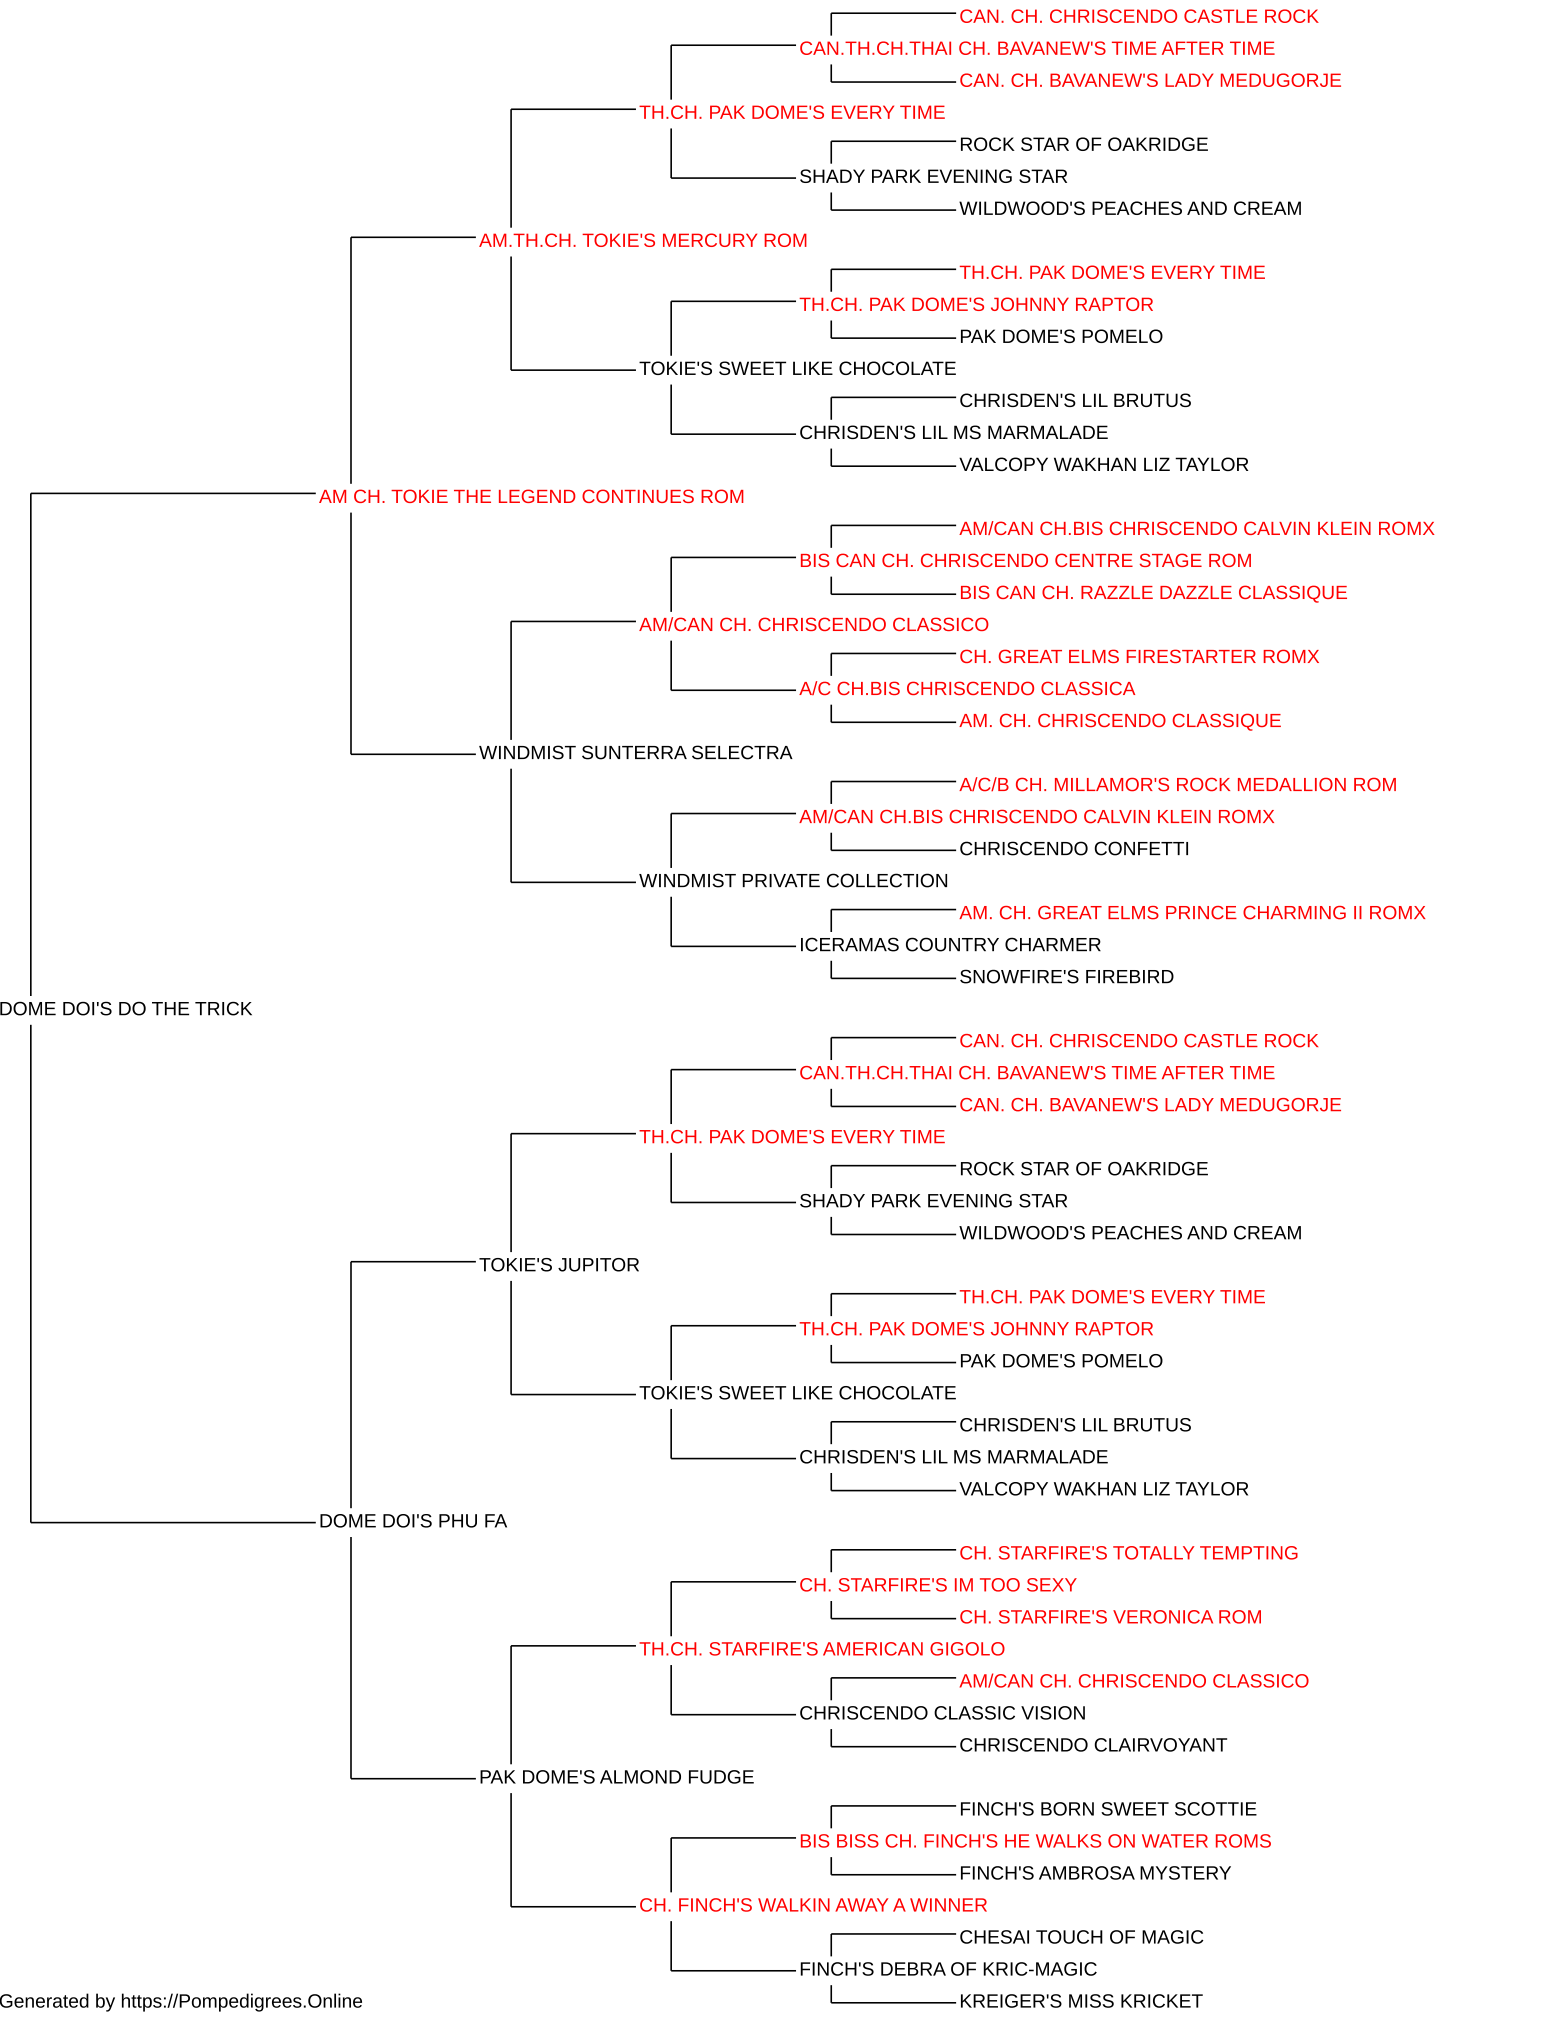 CAN. CH. CHRISCENDO CASTLE ROCK
CAN.TH.CH.THAI CH. BAVANEW'S TIME AFTER TIME
CAN. CH. BAVANEW'S LADY MEDUGORJE
TH.CH. PAK DOME'S EVERY TIME
ROCK STAR OF OAKRIDGE
SHADY PARK EVENING STAR
WILDWOOD'S PEACHES AND CREAM
AM.TH.CH. TOKIE'S MERCURY ROM
TH.CH. PAK DOME'S EVERY TIME
TH.CH. PAK DOME'S JOHNNY RAPTOR
PAK DOME'S POMELO
TOKIE'S SWEET LIKE CHOCOLATE
CHRISDEN'S LIL BRUTUS
CHRISDEN'S LIL MS MARMALADE
VALCOPY WAKHAN LIZ TAYLOR
AM CH. TOKIE THE LEGEND CONTINUES ROM
AM/CAN CH.BIS CHRISCENDO CALVIN KLEIN ROMX
BIS CAN CH. CHRISCENDO CENTRE STAGE ROM
BIS CAN CH. RAZZLE DAZZLE CLASSIQUE
AM/CAN CH. CHRISCENDO CLASSICO
CH. GREAT ELMS FIRESTARTER ROMX
A/C CH.BIS CHRISCENDO CLASSICA
AM. CH. CHRISCENDO CLASSIQUE
WINDMIST SUNTERRA SELECTRA
A/C/B CH. MILLAMOR'S ROCK MEDALLION ROM
AM/CAN CH.BIS CHRISCENDO CALVIN KLEIN ROMX
CHRISCENDO CONFETTI
WINDMIST PRIVATE COLLECTION
AM. CH. GREAT ELMS PRINCE CHARMING II ROMX
ICERAMAS COUNTRY CHARMER
SNOWFIRE'S FIREBIRD
DOME DOI'S DO THE TRICK
CAN. CH. CHRISCENDO CASTLE ROCK
CAN.TH.CH.THAI CH. BAVANEW'S TIME AFTER TIME
CAN. CH. BAVANEW'S LADY MEDUGORJE
TH.CH. PAK DOME'S EVERY TIME
ROCK STAR OF OAKRIDGE
SHADY PARK EVENING STAR
WILDWOOD'S PEACHES AND CREAM
TOKIE'S JUPITOR
TH.CH. PAK DOME'S EVERY TIME
TH.CH. PAK DOME'S JOHNNY RAPTOR
PAK DOME'S POMELO
TOKIE'S SWEET LIKE CHOCOLATE
CHRISDEN'S LIL BRUTUS
CHRISDEN'S LIL MS MARMALADE
VALCOPY WAKHAN LIZ TAYLOR
DOME DOI'S PHU FA
CH. STARFIRE'S TOTALLY TEMPTING
CH. STARFIRE'S IM TOO SEXY
CH. STARFIRE'S VERONICA ROM
TH.CH. STARFIRE'S AMERICAN GIGOLO
AM/CAN CH. CHRISCENDO CLASSICO
CHRISCENDO CLASSIC VISION
CHRISCENDO CLAIRVOYANT
PAK DOME'S ALMOND FUDGE
FINCH'S BORN SWEET SCOTTIE
BIS BISS CH. FINCH'S HE WALKS ON WATER ROMS
FINCH'S AMBROSA MYSTERY
CH. FINCH'S WALKIN AWAY A WINNER
CHESAI TOUCH OF MAGIC
FINCH'S DEBRA OF KRIC-MAGIC
KREIGER'S MISS KRICKET
Generated by https://Pompedigrees.Online